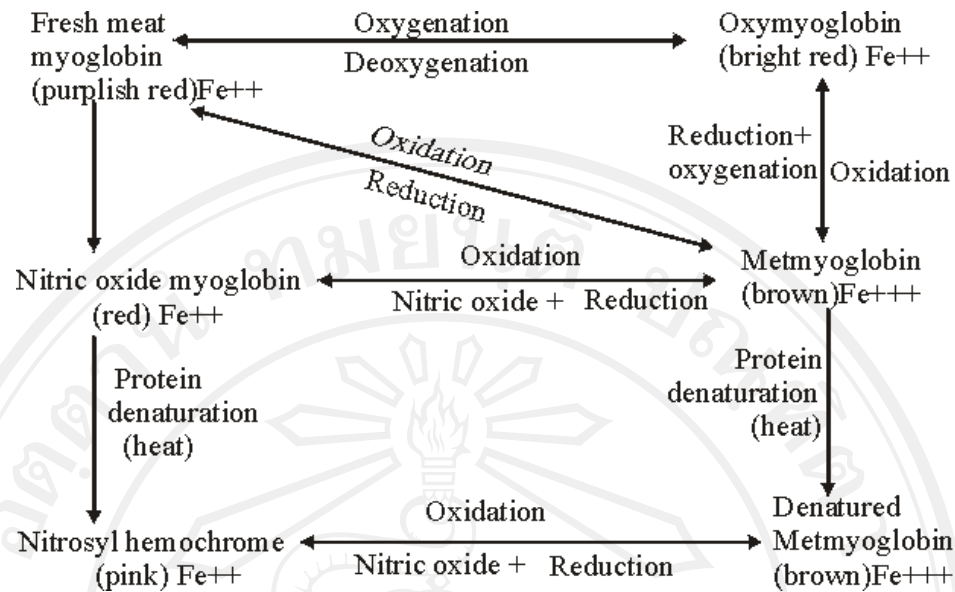 Fresh meat
myoglobin
(purplish red)Fe++
Oxygenation
Deoxygenation
Oxymyoglobin
(bright red) Fe++
Oxidation
Reduction
Reduction+
oxygenation
Oxidation
Nitric oxide myoglobin
(red) Fe++
Oxidation
Nitric oxide + Reduction
Metmyoglobin
(brown)Fe+++
Protein
denaturation
(heat)
Protein
denaturation
(heat)
Nitrosyl hemochrome
(pink) Fe++
Oxidation
Nitric oxide + Reduction
Denatured
Metmyoglobin
(brown)Fe+++